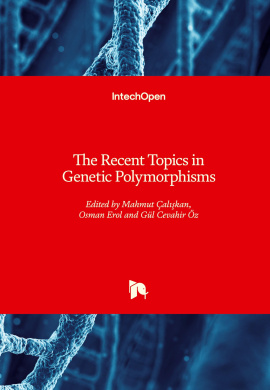 IntechOpen
The Recent Topics in
Genetic Polymorphisms
Edited by Mahmut Çalışkan,
Osman Erol and Gül Cevahir Öz